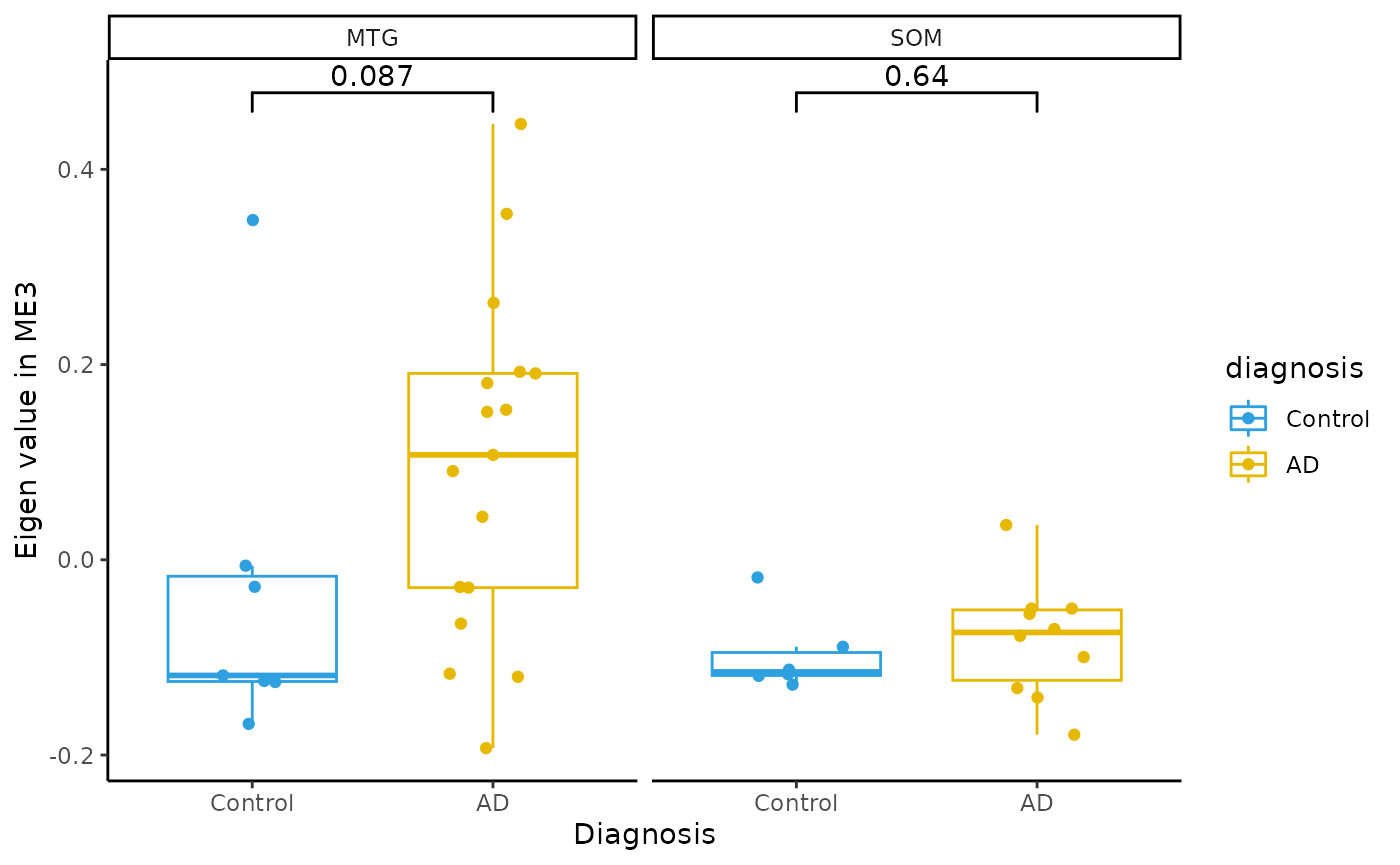 MTG
SOM
0.087
0.64
0.4
0.2
0.0
-0.2
Eigen value in ME3
Control
AD
Control
AD
Diagnosis
diagnosis
Control
AD